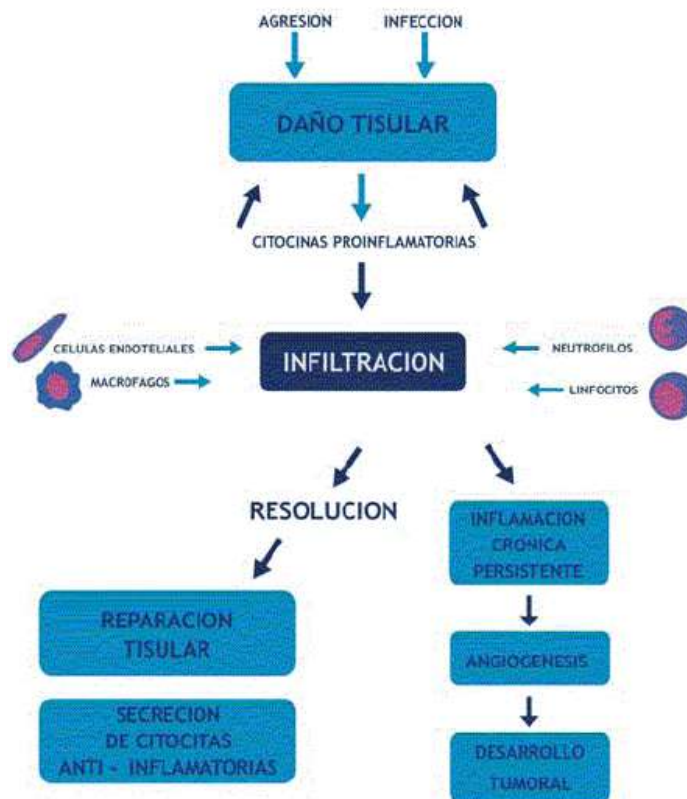 AGRESION
INFECCION
DAÑO TISULAR
CITOCINAS PROINFLAMATORIAS
CELULAS ENDOTELIALES
INFILTRACION
NEUTROFILOS
MACROFAGOS
LINFOCITOS
RESOLUCION
INFLAMACION
CRONICA
PERSISTENTE
REPARACION
TISULAR
ANGIOGENESIS
SECRECION
DE CITOCITAS
ANTI - INFLAMATORIAS
DESARROLLO
TUMORAL